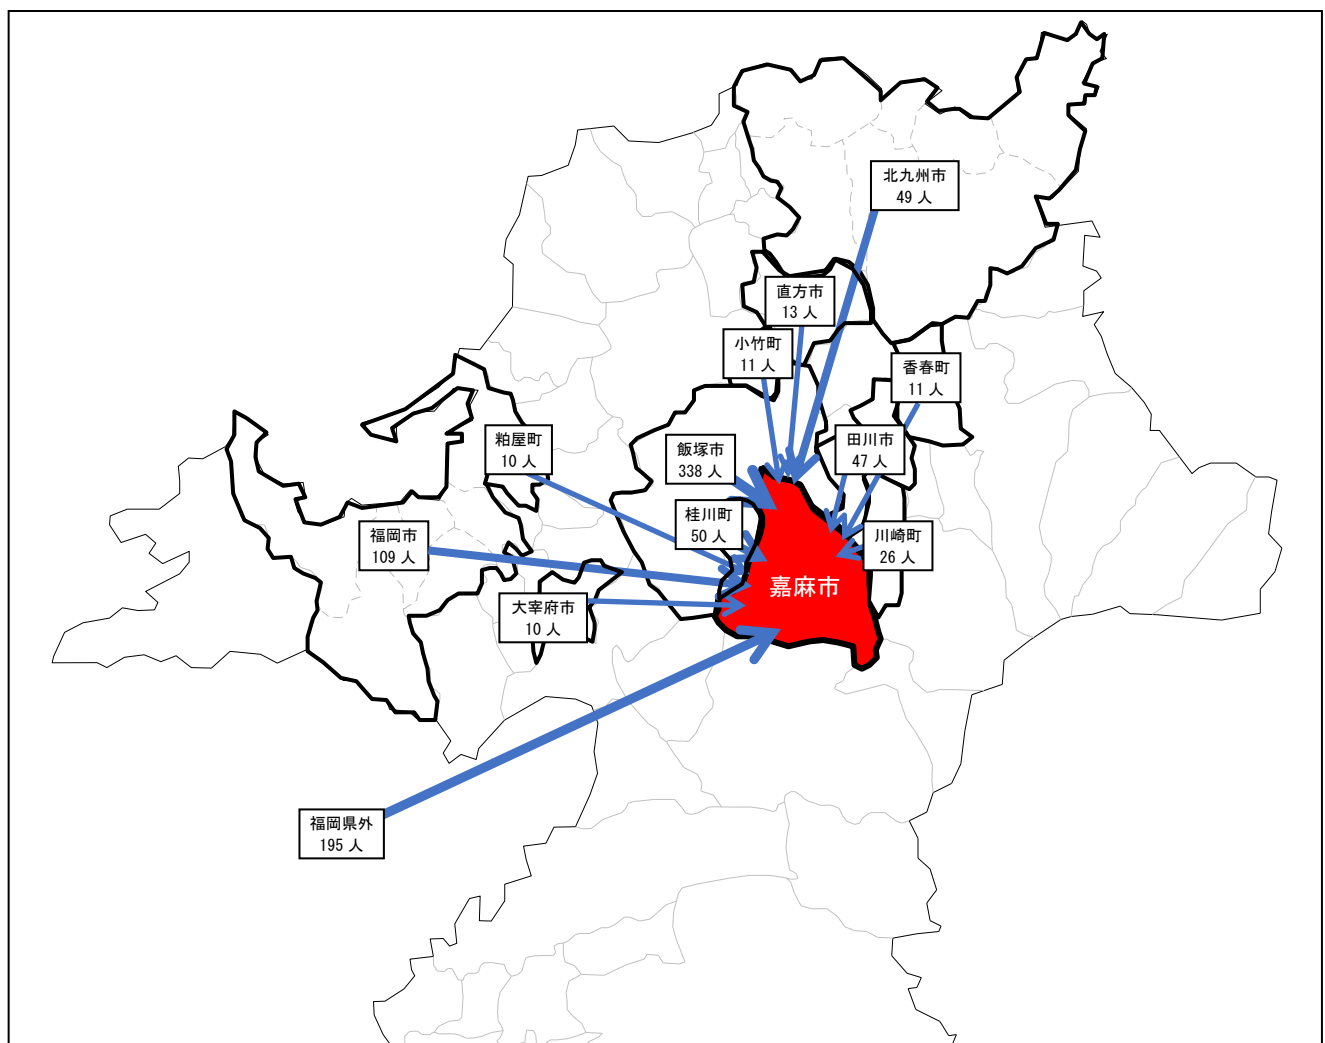 北九州市
49 人
直方市
13 人
小竹町
11 人
香春町
11 人
粕屋町
10 人
飯塚市
338 人
田川市
47 人
桂川町
50 人
福岡市
109 人
川崎町
26 人
嘉麻市
大宰府市
10 人
福岡県外
195 人